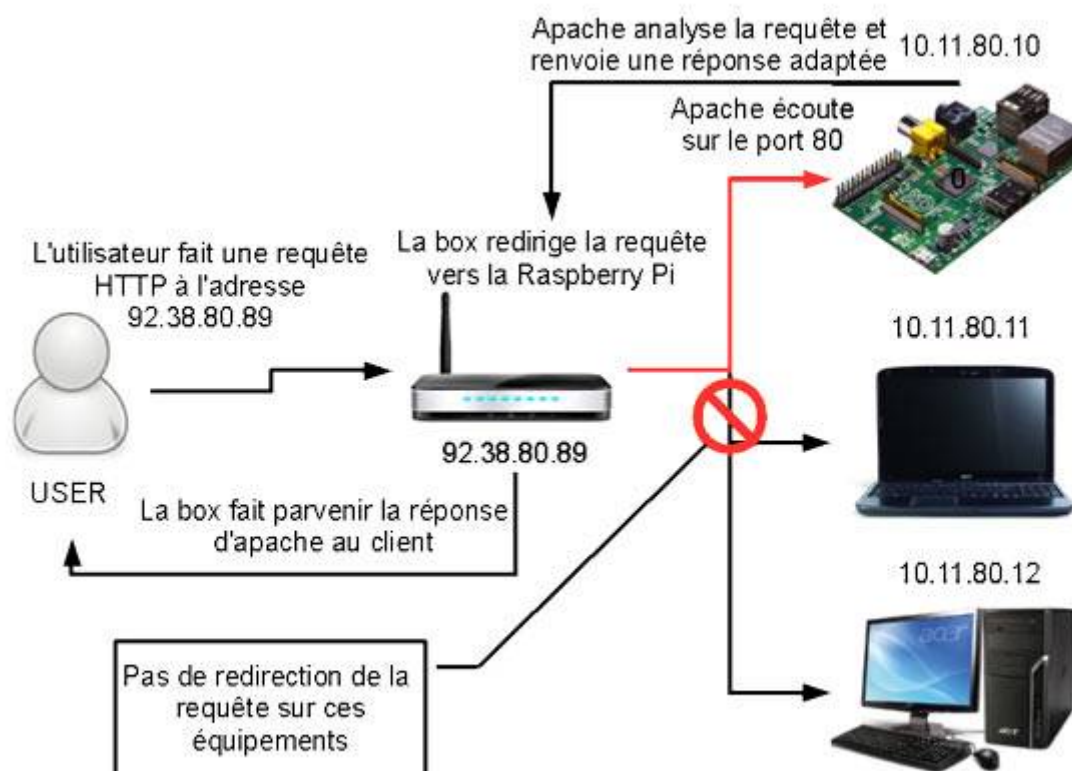 Apache analyse la requête et
renvoie une réponse adaptée
10.11.80.10
Apache écoute
sur le port 80
0
L'utilisateur fait une requête
HTTP à l'adresse
92.38.80.89
La box redirige la requête
vers la Raspberry Pi
10.11.80.11
92.38.80.89
USER
La box fait parvenir la réponse
d'apache au client
10.11.80.12
acer
Pas de redirection de la
requête sur ces
équipements